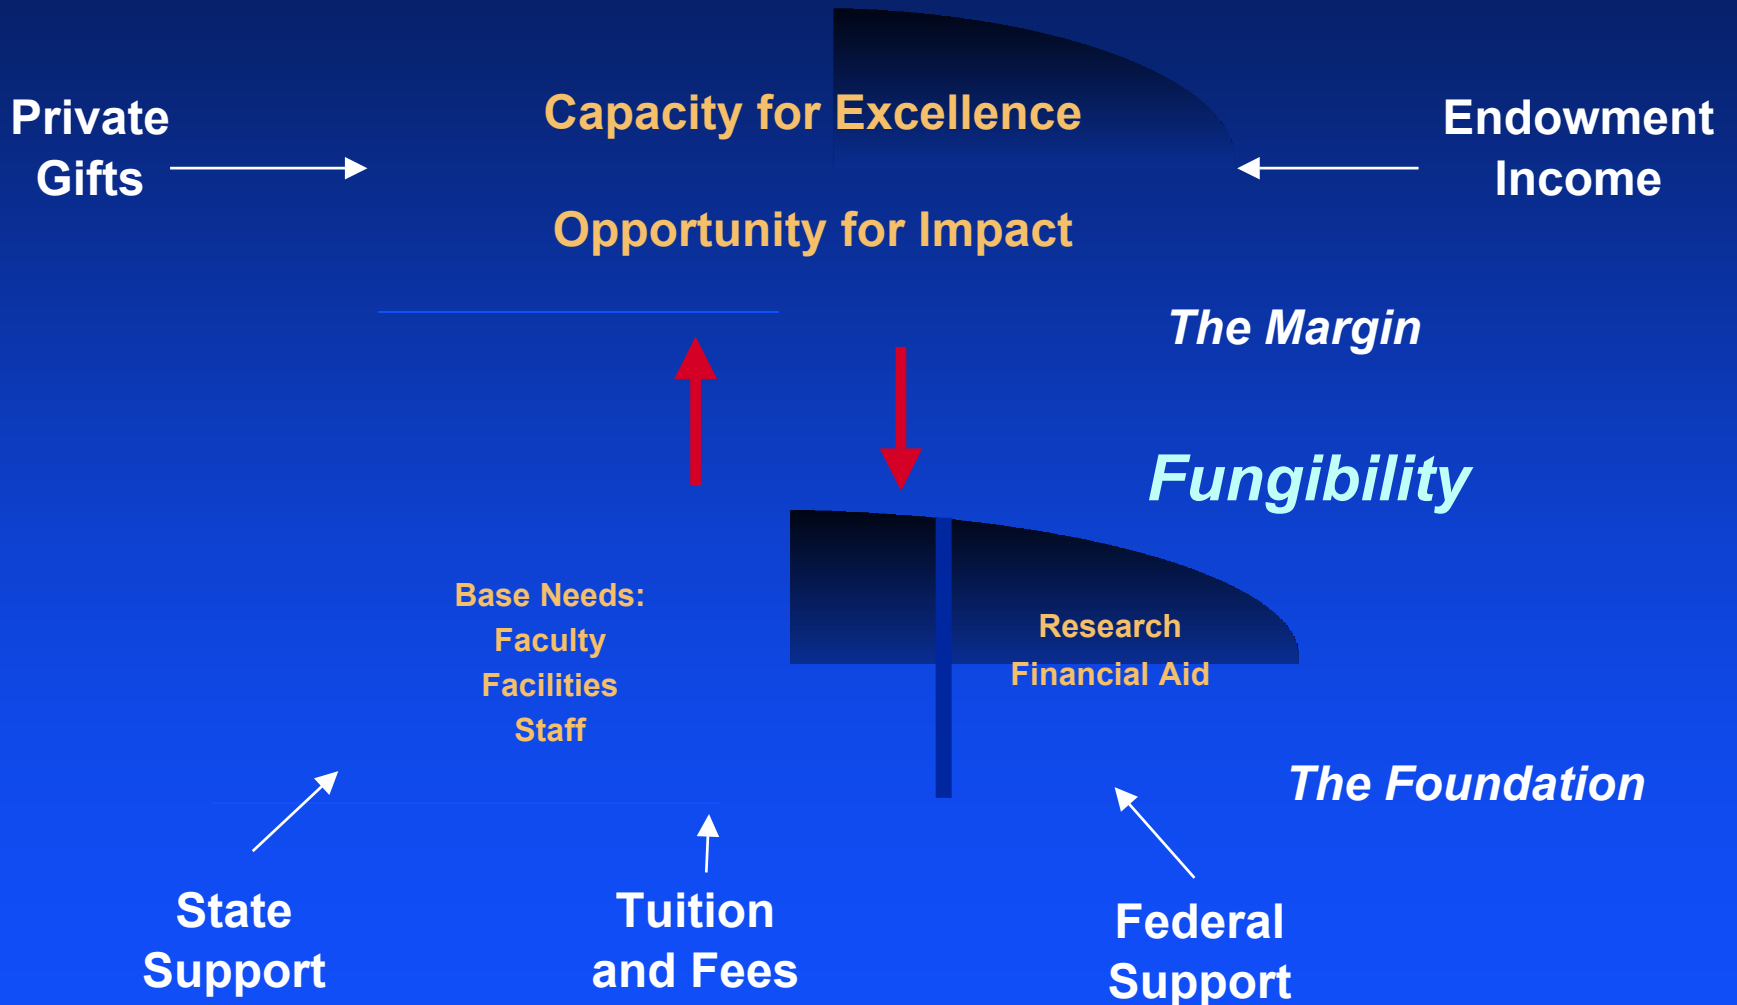 Private
Gifts
Capacity for Excellence
Opportunity for Impact
Endowment
Income
The Margin
Fungibility
Base Needs:
Faculty
Facilities
Staff
Research
Financial Aid
The Foundation
State
Support
Tuition
and Fees
Federal
Support